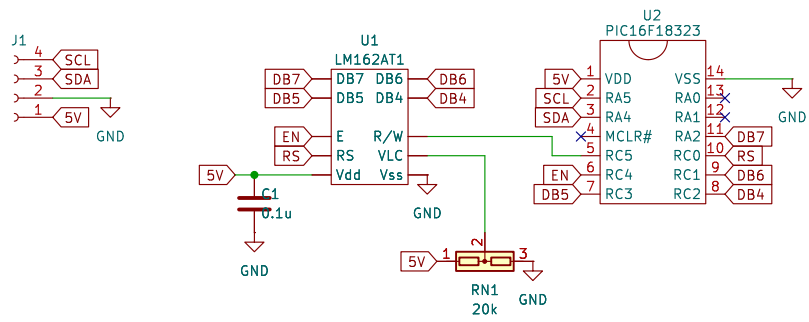 J1
4 SCL
3 SDA
2
1 5V
GND
U1
LM162AT1
DB7 DB7 DB6 DB6
DB5 DB5 DB4 DB4
EN E R/W
RS RS VLC
5V Vdd Vss
C1
0.1u
GND
GND
5V 1 2 3
RN1
20k
GND
U2
PIC16F18323
5V 1 VDD VSS 14
SCL 2 RA5 RA0 13
SDA 3 RA4 RA1 12
4 MCLR# RA2 11 DB7
5 RC5 RC0 10 RS
EN 6 RC4 RC1 9 DB6
DB5 7 RC3 RC2 8 DB4
GND